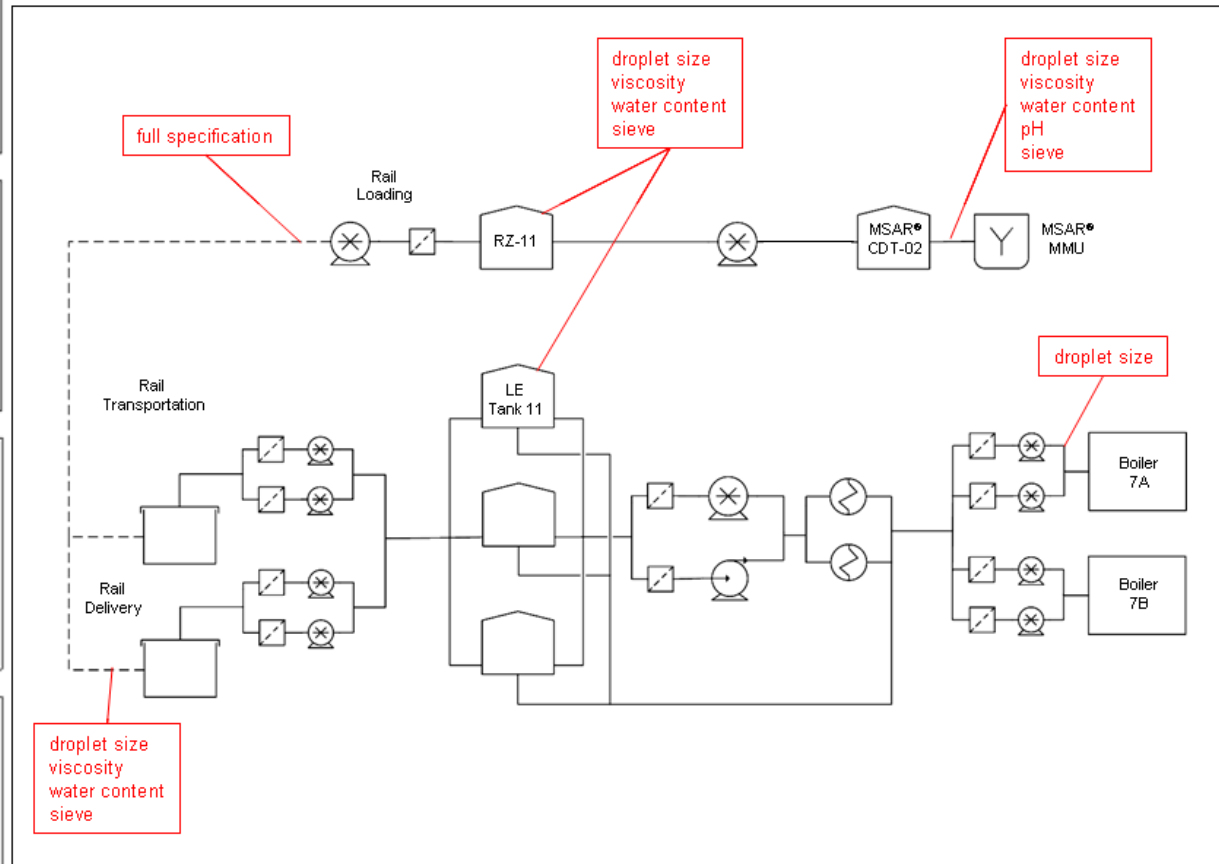 droplet size
viscosity
water content
sieve
droplet size
viscosity
water content
pH
sieve
full specification
Rail
Loading
RZ-11
MSAR®
CDT-02
MSAR®
MMU
droplet size
Rail
Transportation
LE
Tank 11
Boiler
7A
Rail
Delivery
Boiler
7B
droplet size
viscosity
water content
sieve